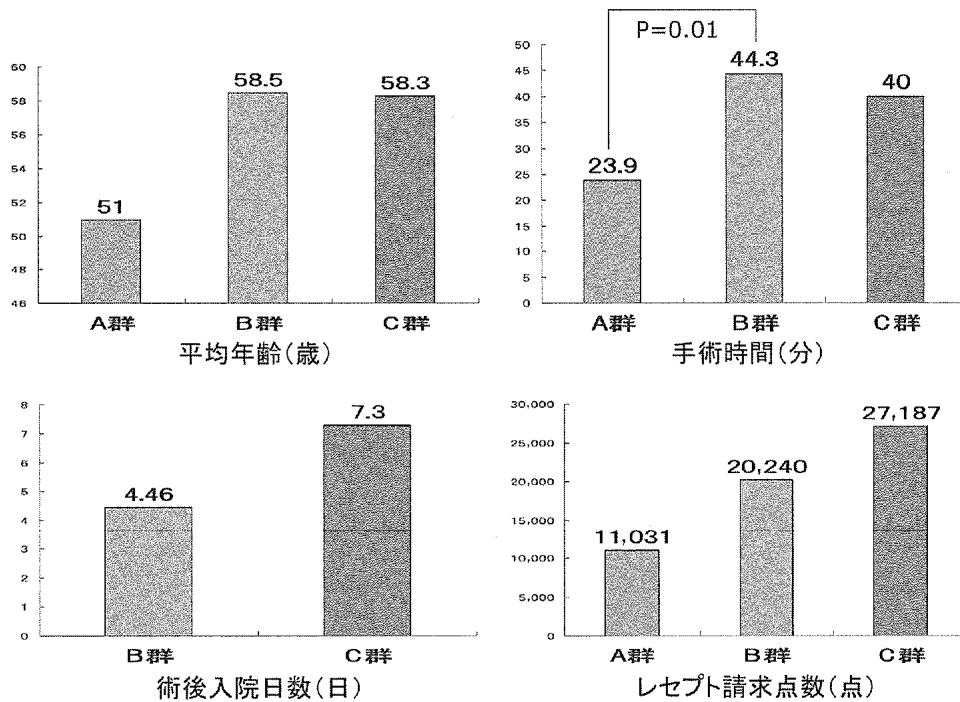 60
58
56
54
52
50
48
46
51
58.5
58.3
A群
B群
C群
平均年齢(歳)
P=0.01
50
45
40
35
30
25
20
15
10
5
0
23.9
44.3
40
A群
B群
C群
手術時間(分)
8
7
6
5
4
3
2
1
0
4.46
7.3
B群
C群
術後入院日数(日)
30,000
25,000
20,000
15,000
10,000
5,000
0
11,031
20,240
27,187
A群
B群
C群
レセプト請求点数(点)